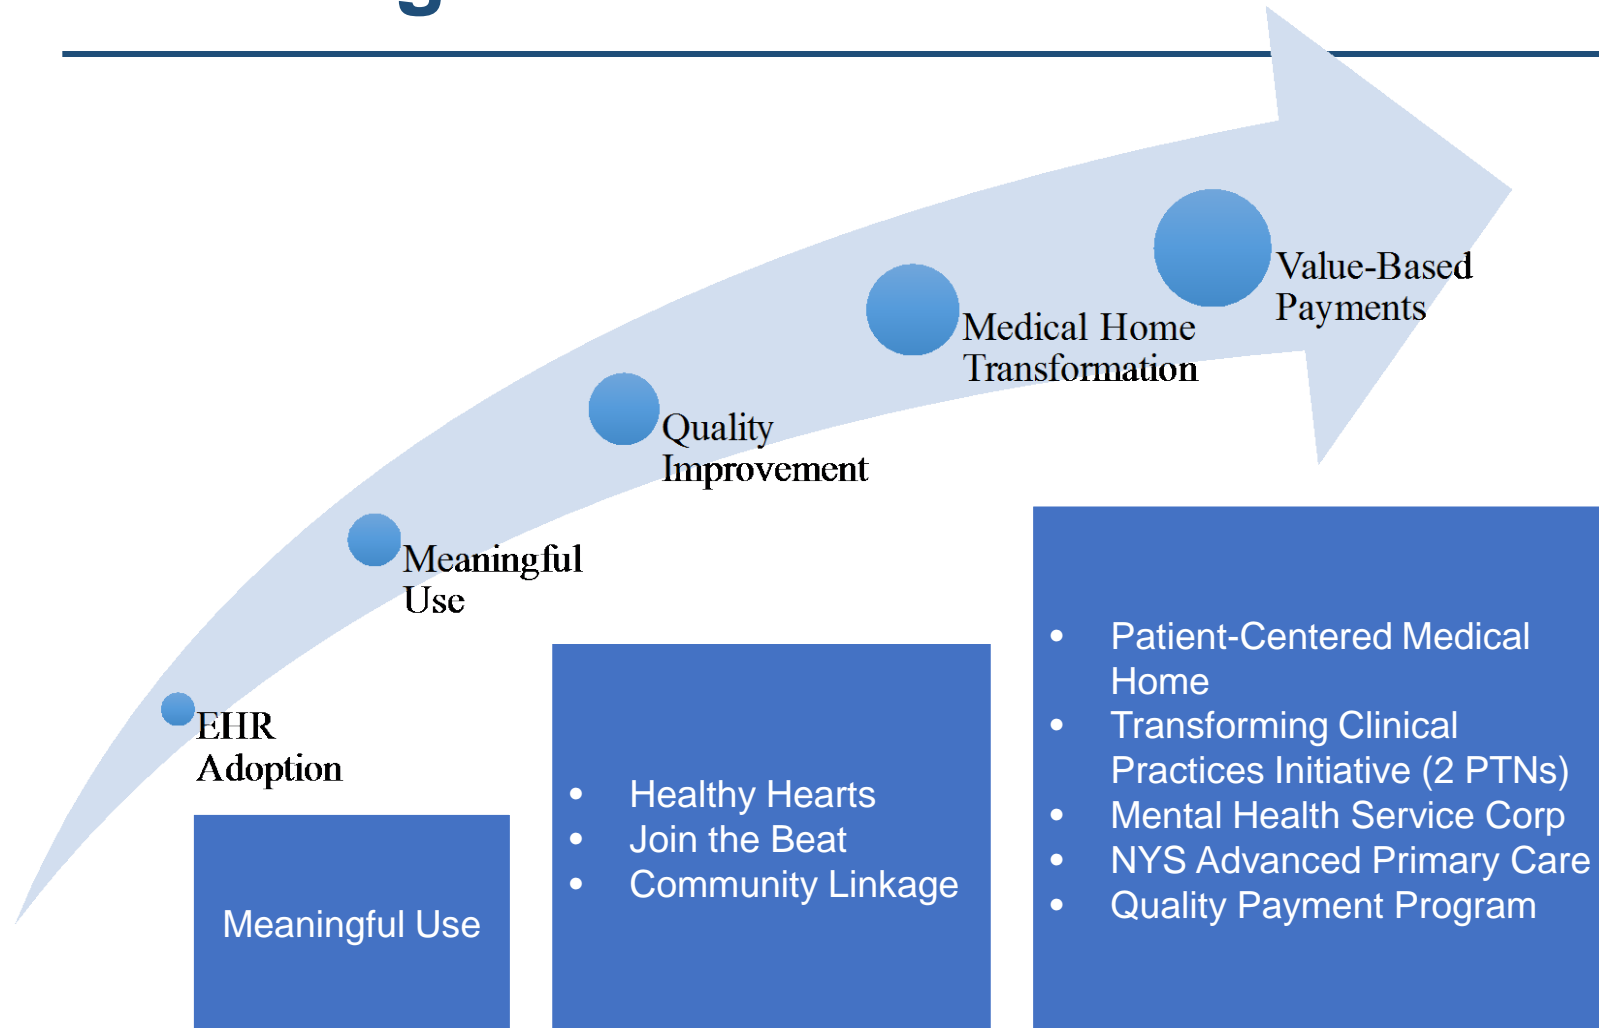 Value-Based
Payments
Medical Home
Transformation
Quality
Improvement
Meaningful
Use
EHR
Adoption
Meaningful Use
• Healthy Hearts
• Join the Beat
• Community Linkage
• Patient-Centered Medical
Home
• Transforming Clinical
Practices Initiative (2 PTNs)
• Mental Health Service Corp
• NYS Advanced Primary Care
• Quality Payment Program